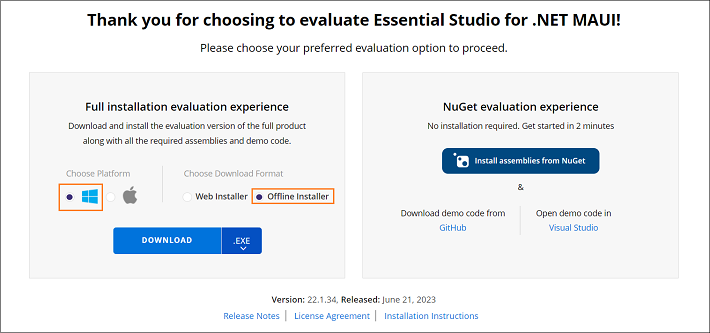 Thank you for choosing to evaluate Essential Studio for .NET MAUI!
Please choose your preferred evaluation option to proceed.
Full installation evaluation experience
Download and install the evaluation version of the full product
along with all the required assemblies and demo code.
Choose Platform
Choose Download Format
Web Installer
Offline Installer
DOWNLOAD
.EXE
NuGet evaluation experience
No installation required. Get started in 2 minutes
Install assemblies from NuGet
&
Download demo code from
GitHub
Open demo code in
Visual Studio
Version: 22.1.34, Released: June 21, 2023
Release Notes | License Agreement | Installation Instructions